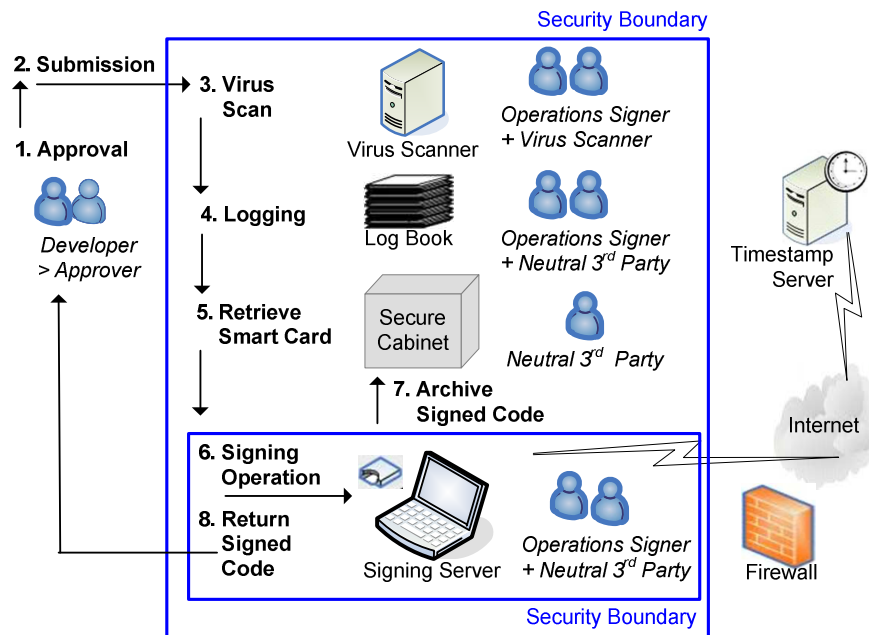 Security Boundary
2. Submission
3. Virus
Scan
Virus Scanner
Operations Signer
+ Virus Scanner
1. Approval
Developer
> Approver
4. Logging
Log Book
Operations Signer
+ Neutral 3rd Party
Timestamp
Server
5. Retrieve
Smart Card
Secure
Cabinet
Neutral 3rd Party
7. Archive
Signed Code
Internet
6. Signing
Operation
8. Return
Signed
Code
Signing Server
Operations Signer
+ Neutral 3rd Party
Firewall
Security Boundary